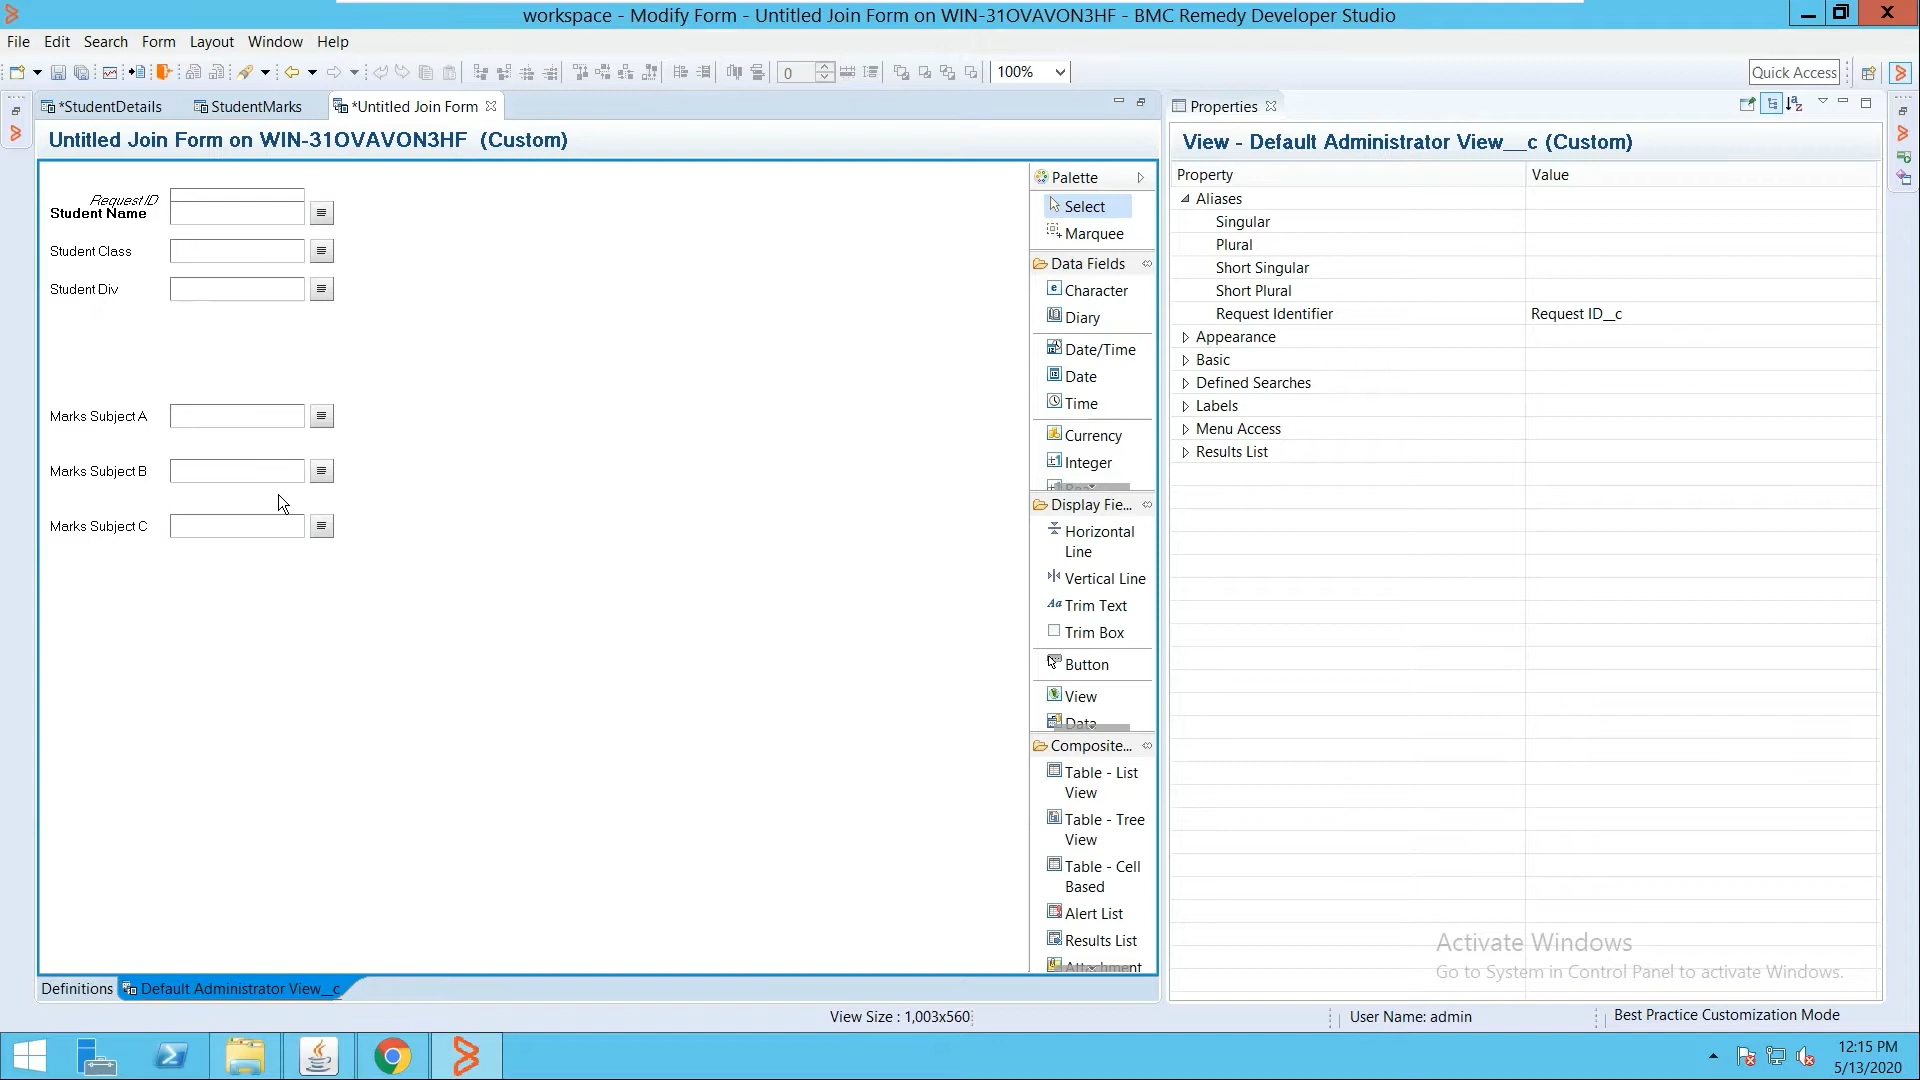 workspace - Modify Form - Untitled Join Form on WIN-31OVAVON3HF - BMC Remedy Developer Studio
File Edit Search Form Layout Window Help
0 100% Quick Access
*StudentDetails StudentMarks *Untitled Join Form Properties
Untitled Join Form on WIN-31OVAVON3HF (Custom)
View - Default Administrator View__c (Custom)
Request ID
Student Name
Student Class
Student Div
Marks Subject A
Marks Subject B
Marks Subject C
Palette
Select
Marquee
Data Fields
Character
Diary
Date/Time
Date
Time
Currency
Integer
Display Fie...
Horizontal
Line
Vertical Line
Aa Trim Text
Trim Box
Button
View
Data
Composite...
Table - List
View
Table - Tree
View
Table - Cell
Based
Alert List
Results List
Attachment
Property Value
Aliases
Singular
Plural
Short Singular
Short Plural
Request Identifier Request ID__c
Appearance
Basic
Defined Searches
Labels
Menu Access
Results List
Activate Windows
Go to System in Control Panel to activate Windows.
Definitions Default Administrator View__c
View Size : 1,003x560
User Name: admin
Best Practice Customization Mode
12:15 PM
5/13/2020